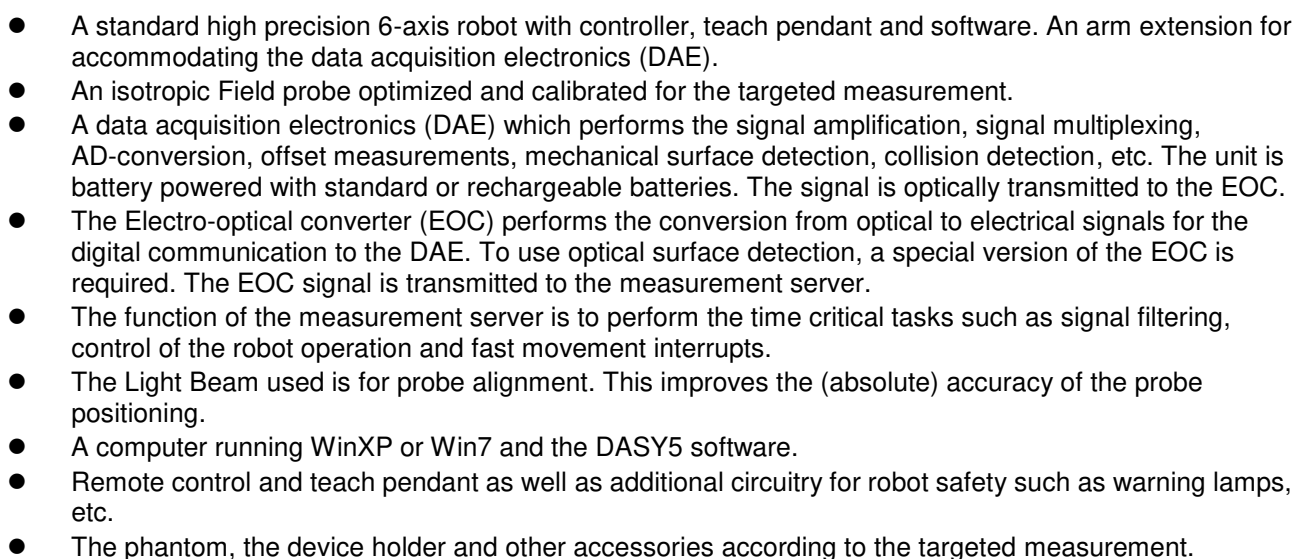 ● A standard high precision 6-axis robot with controller, teach pendant and software. An arm extension for
accommodating the data acquisition electronics (DAE).
● An isotropic Field probe optimized and calibrated for the targeted measurement.
● A data acquisition electronics (DAE) which performs the signal amplification, signal multiplexing,
AD-conversion, offset measurements, mechanical surface detection, collision detection, etc. The unit is
battery powered with standard or rechargeable batteries. The signal is optically transmitted to the EOC.
● The Electro-optical converter (EOC) performs the conversion from optical to electrical signals for the
digital communication to the DAE. To use optical surface detection, a special version of the EOC is
required. The EOC signal is transmitted to the measurement server.
● The function of the measurement server is to perform the time critical tasks such as signal filtering,
control of the robot operation and fast movement interrupts.
● The Light Beam used is for probe alignment. This improves the (absolute) accuracy of the probe
positioning.
● A computer running WinXP or Win7 and the DASY5 software.
● Remote control and teach pendant as well as additional circuitry for robot safety such as warning lamps,
etc.
● The phantom, the device holder and other accessories according to the targeted measurement.